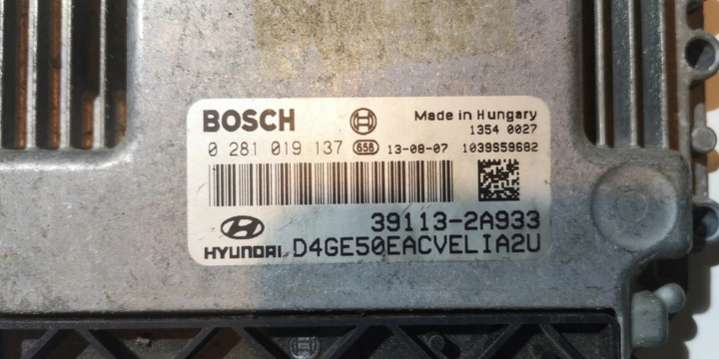 BOSCH
Made in Hungary
1354 0027
0 281 019 137 658 13-08-07 1039S59682
39113-2A933
HYUNDAI D4GE50EACVELIA2U